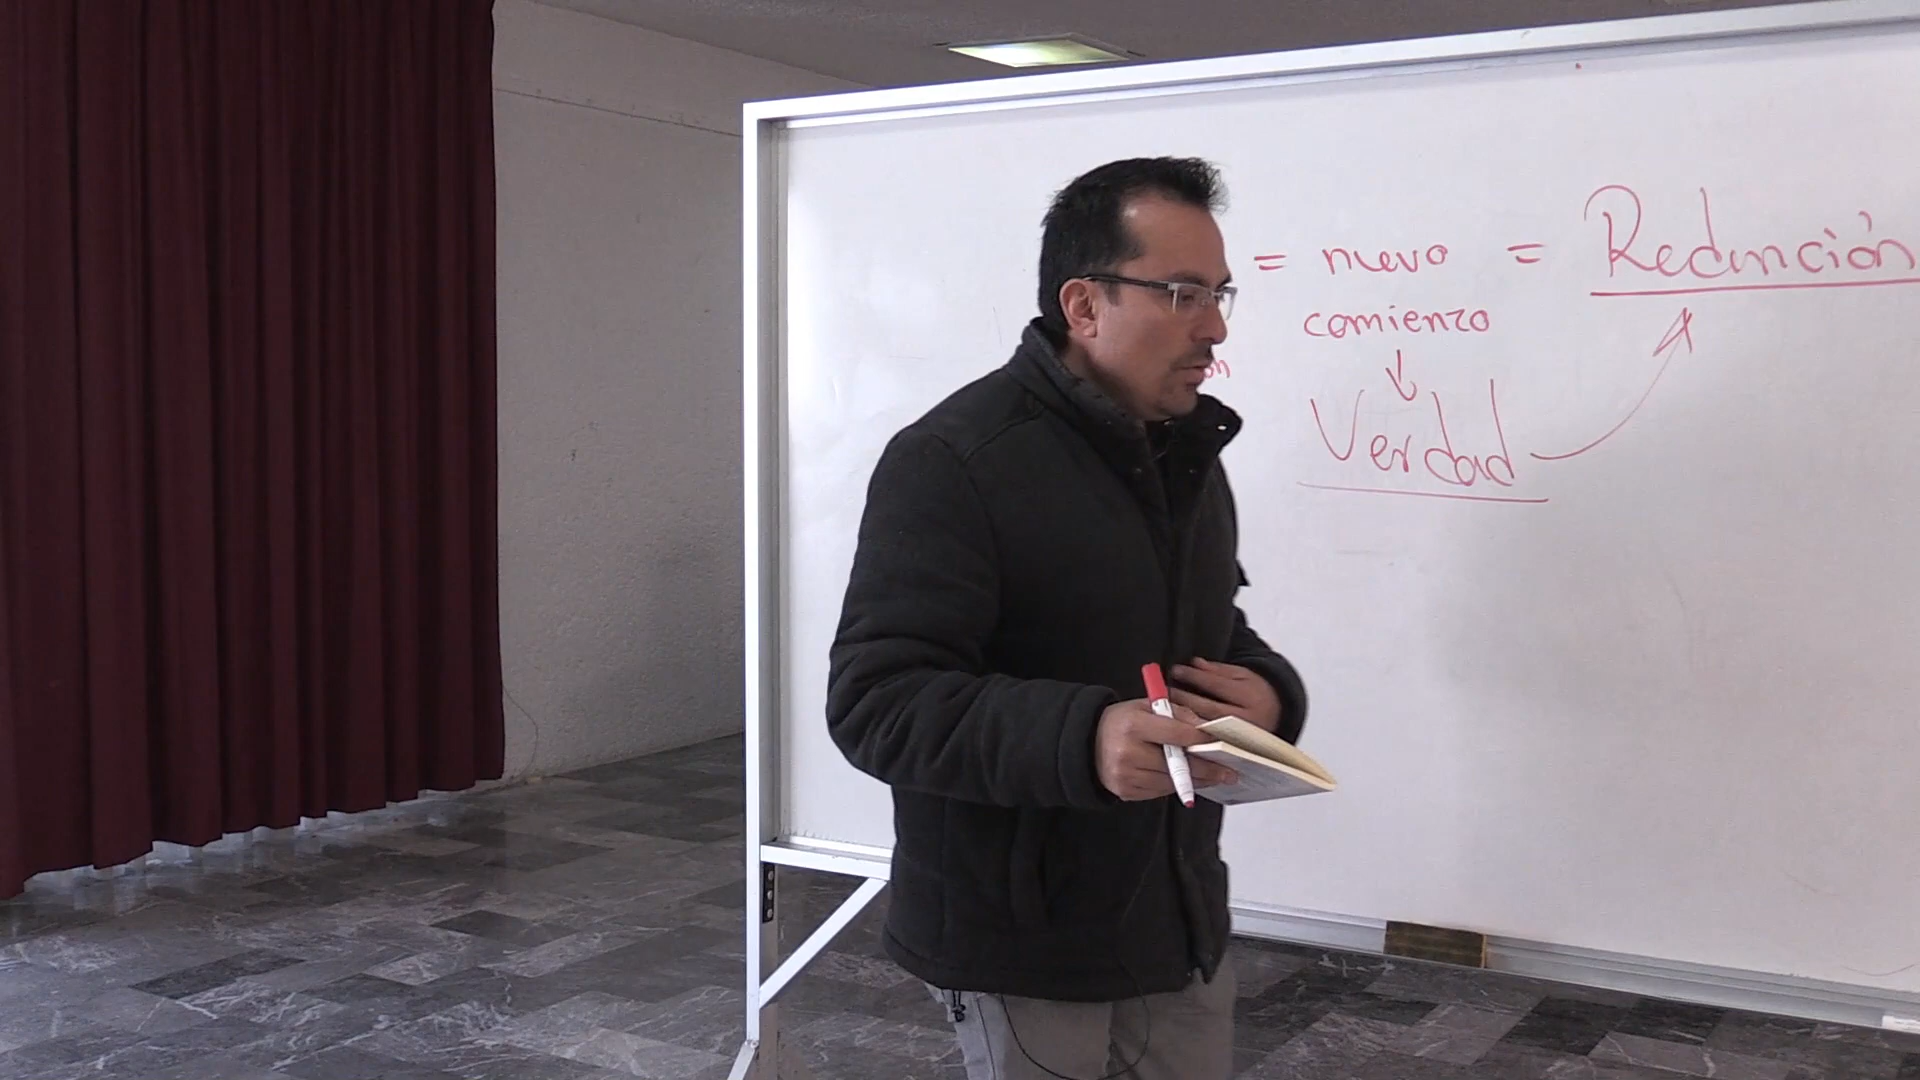 = nuevo = Redención
comienzo
Verdad